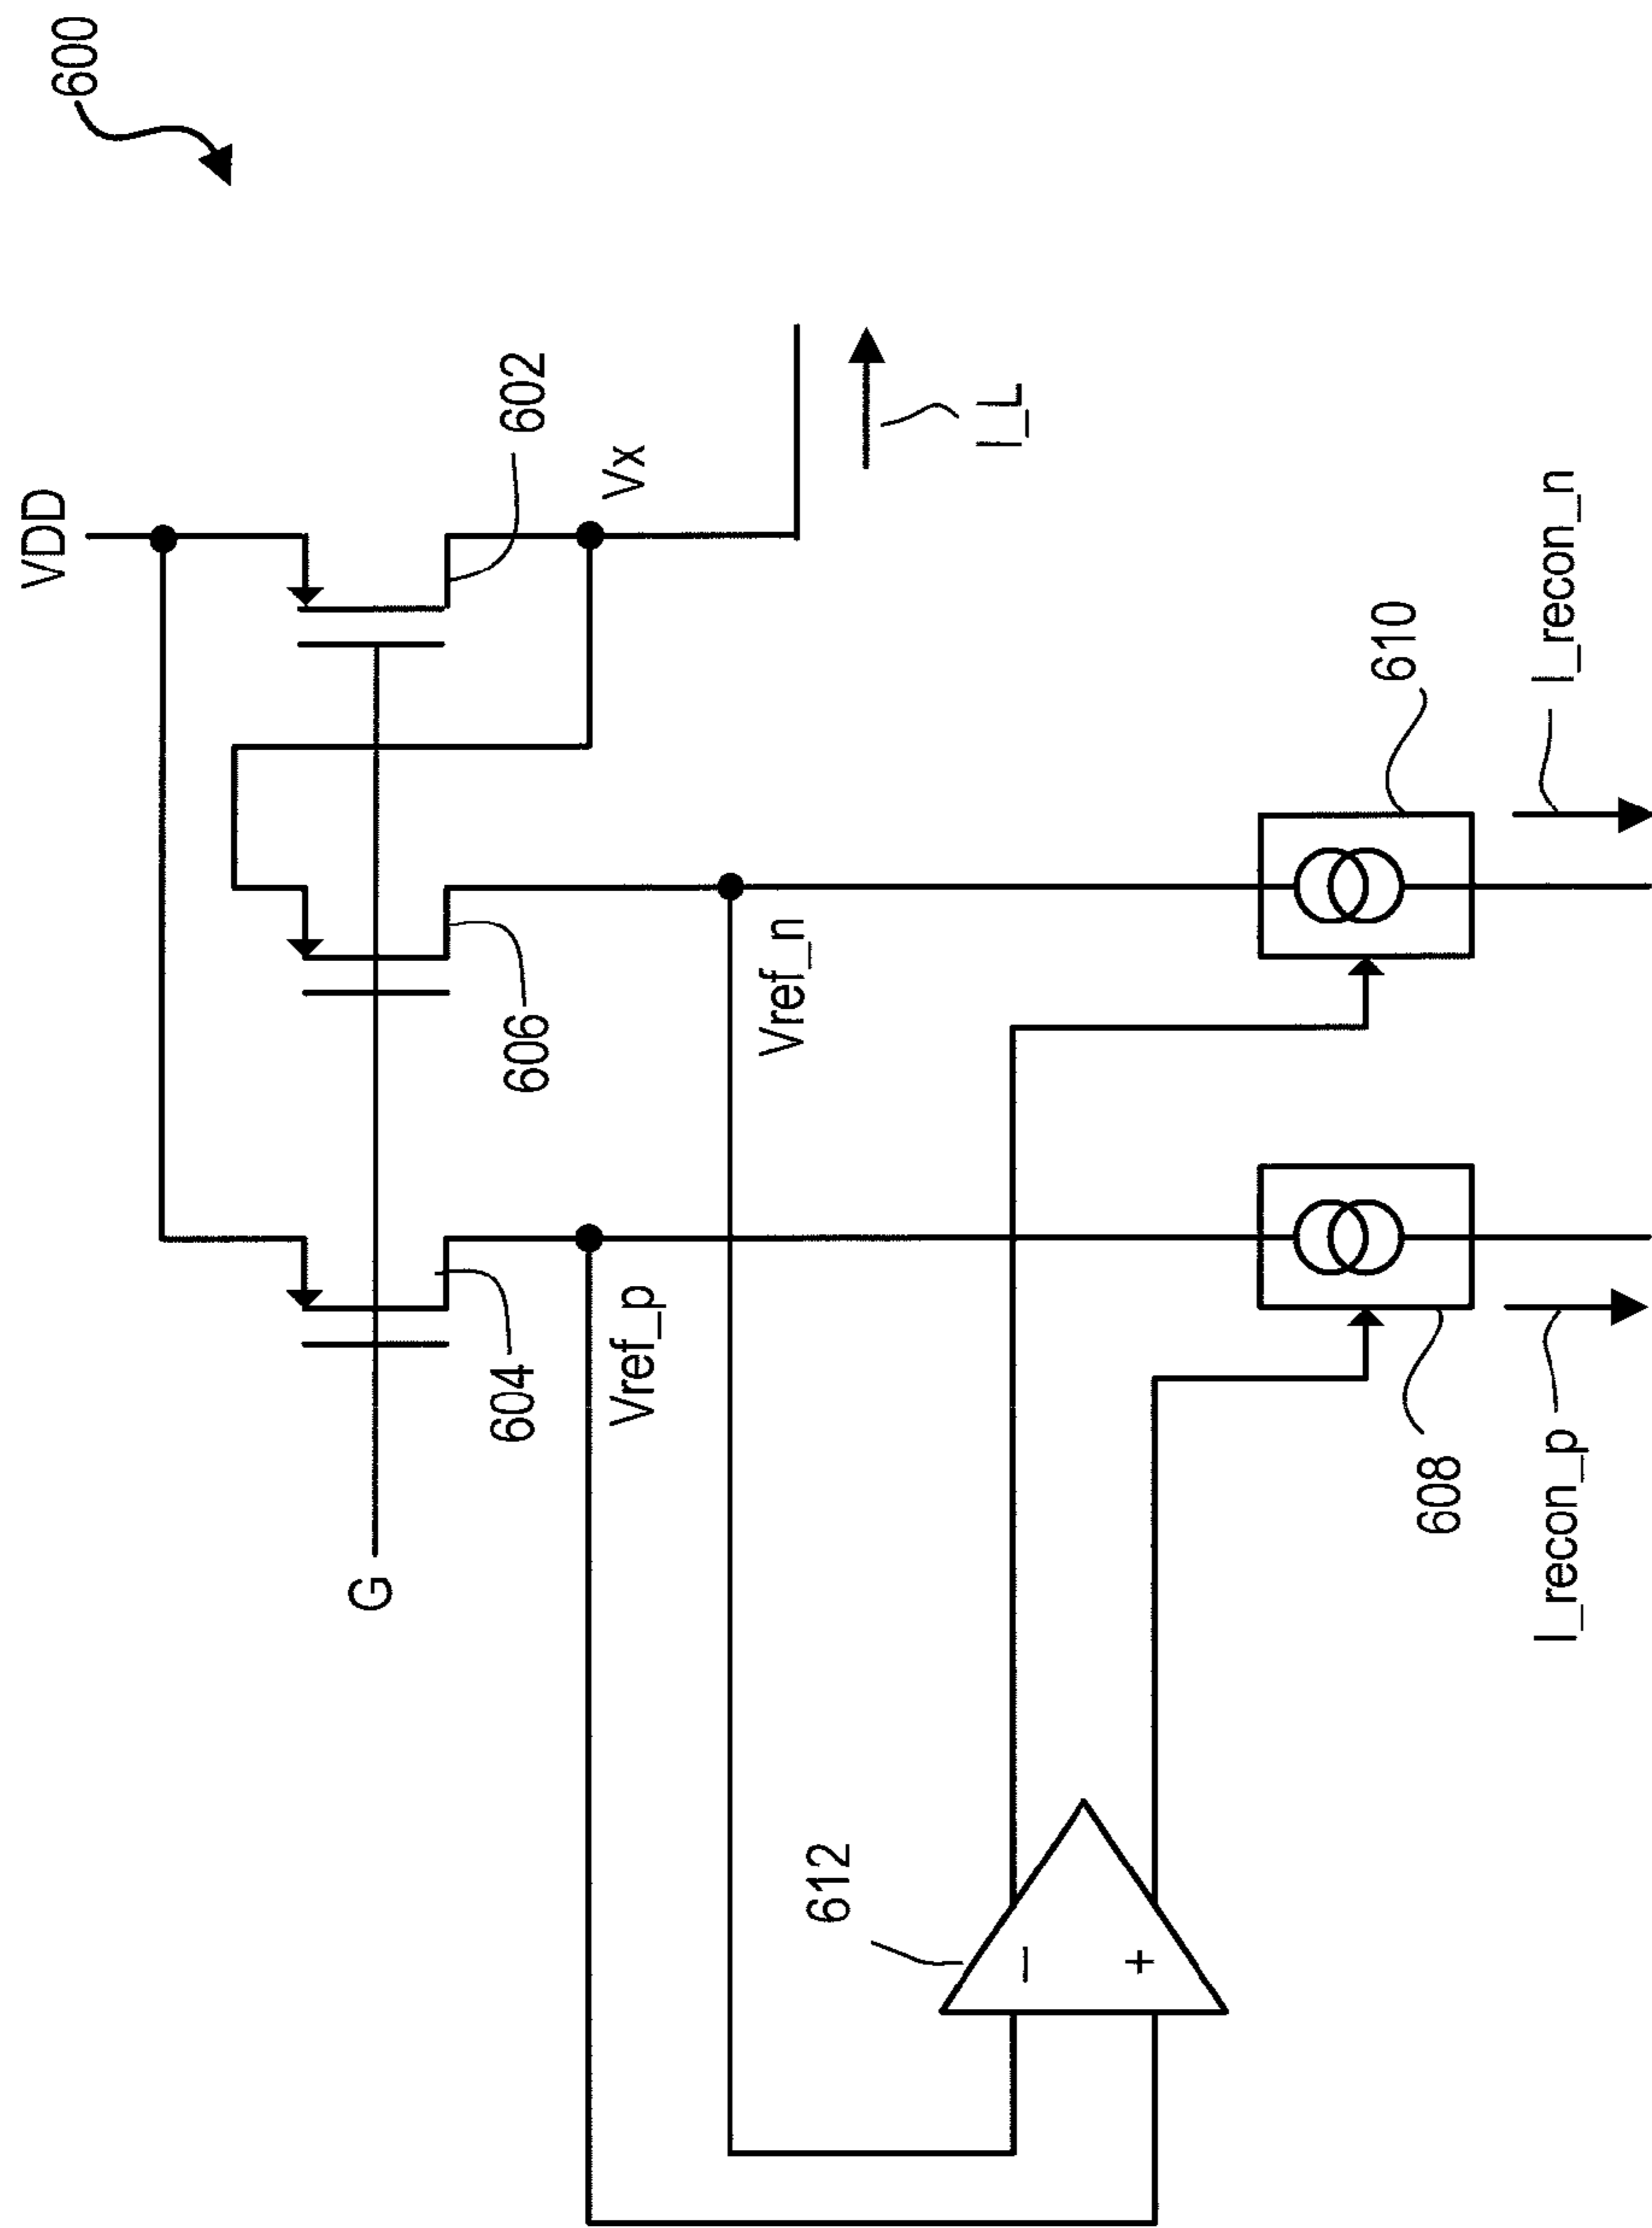 600
VDD
602
Vx
I_L
606
Vref_n
604
Vref_p
G
610
I_recon_n
608
I_recon_p
612
−
+